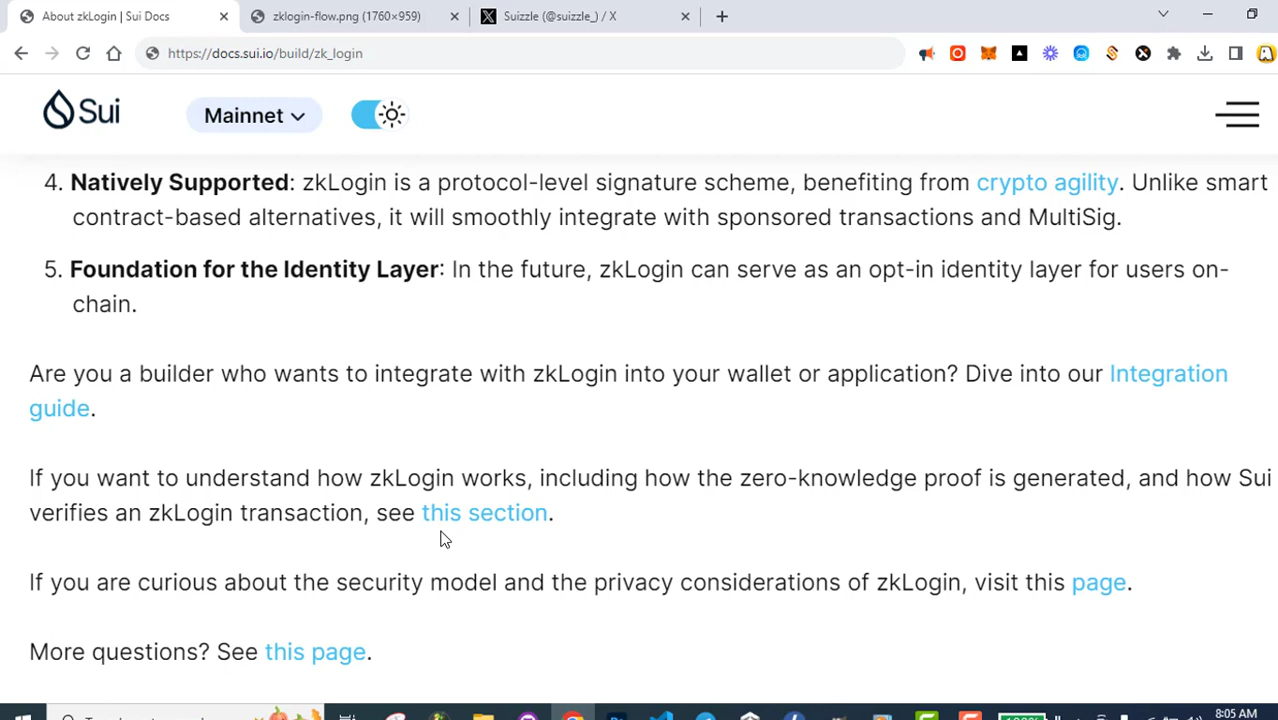 About zkLogin | Sui Docs
zklogin-flow.png (1760×959)
Suizzle (@suizzle_) / X
https://docs.sui.io/build/zk_login
Sui
Mainnet
4. Natively Supported: zkLogin is a protocol-level signature scheme, benefiting from crypto agility. Unlike smart
contract-based alternatives, it will smoothly integrate with sponsored transactions and MultiSig.
5. Foundation for the Identity Layer: In the future, zkLogin can serve as an opt-in identity layer for users on-
chain.
Are you a builder who wants to integrate with zkLogin into your wallet or application? Dive into our Integration
guide.
If you want to understand how zkLogin works, including how the zero-knowledge proof is generated, and how Sui
verifies an zkLogin transaction, see this section.
If you are curious about the security model and the privacy considerations of zkLogin, visit this page.
More questions? See this page.
8:05 AM